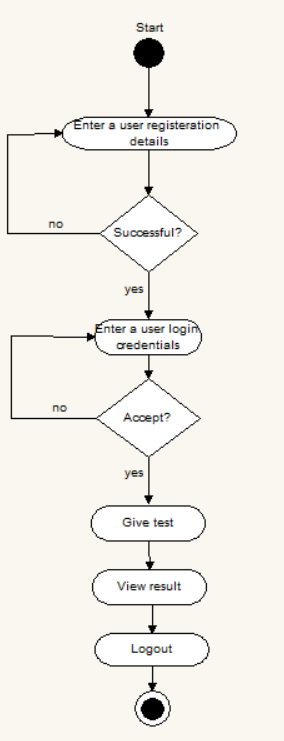 Start
Enter a user registeration
details
no
Successful?
yes
Enter a user login
credentials
no
Accept?
yes
Give test
View result
Logout